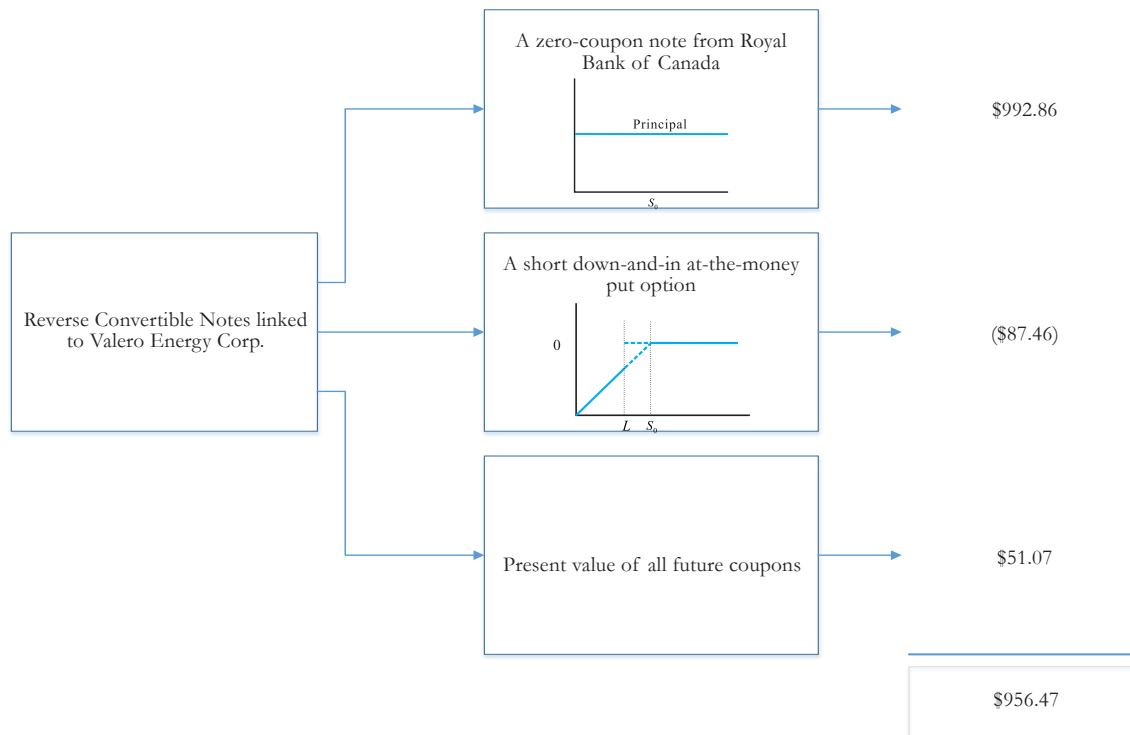 A zero-coupon note from Royal
Bank of Canada
Principal
S₀
$992.86
Reverse Convertible Notes linked
to Valero Energy Corp.
A short down-and-in at-the-money
put option
0
L S₀
($87.46)
Present value of all future coupons
$51.07
$956.47